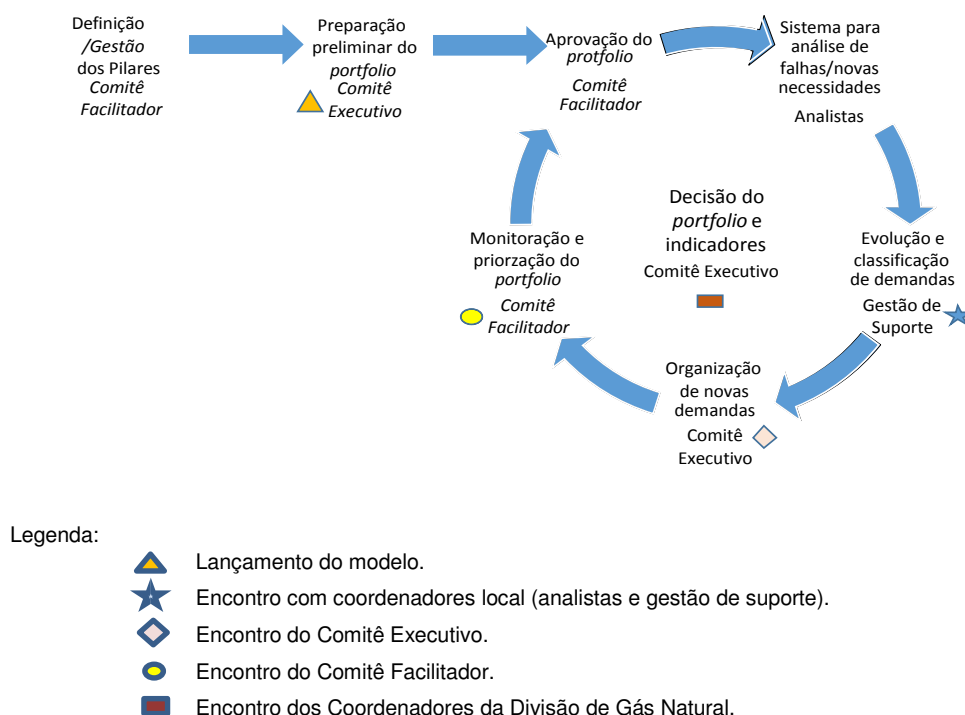 Definição
/Gestão
dos Pilares
Comitê
Facilitador
Preparação
preliminar do
portfolio
Comitê
Executivo
Aprovação do
protfolio
Comitê
Facilitador
Sistema para
análise de
falhas/novas
necessidades
Analistas
Evolução e
classificação
de demandas
Gestão de
Suporte
Organização
de novas
demandas
Comitê
Executivo
Monitoração e
priorzação do
portfolio
Comitê
Facilitador
Decisão do
portfolio e
indicadores
Comitê Executivo
Legenda:
Lançamento do modelo.
Encontro com coordenadores local (analistas e gestão de suporte).
Encontro do Comitê Executivo.
Encontro do Comitê Facilitador.
Encontro dos Coordenadores da Divisão de Gás Natural.